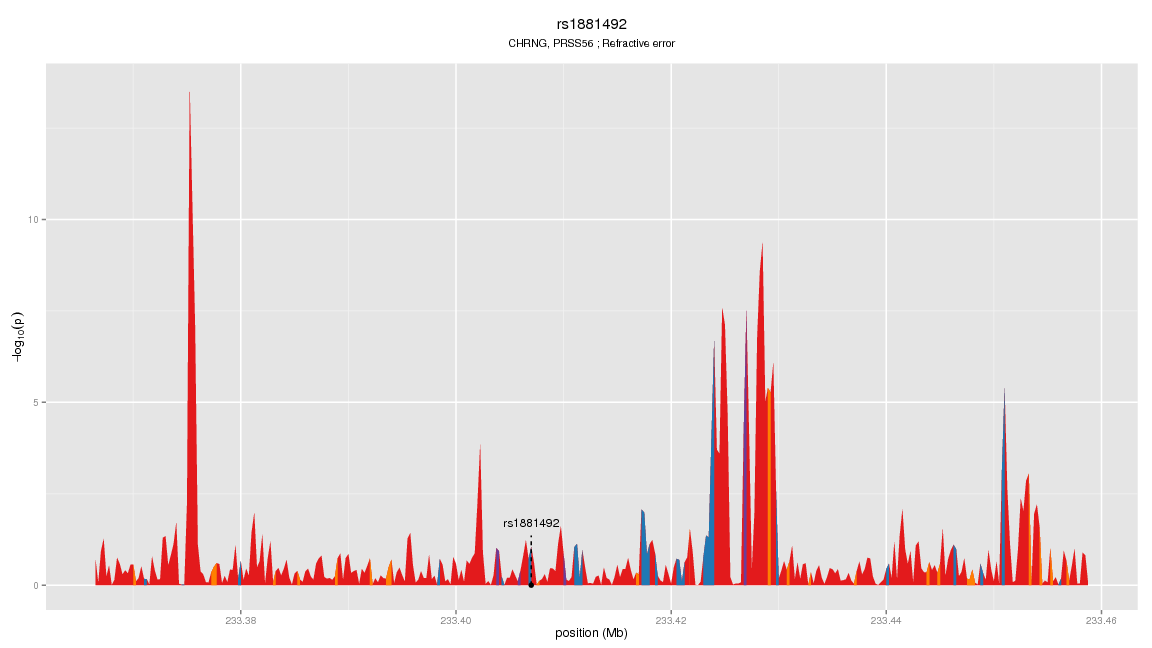 rs1881492
CHRNG, PRSS56 ; Refractive error
10
5
0
−log10(p)
rs1881492
233.38 233.40 233.42 233.44 233.46
position (Mb)